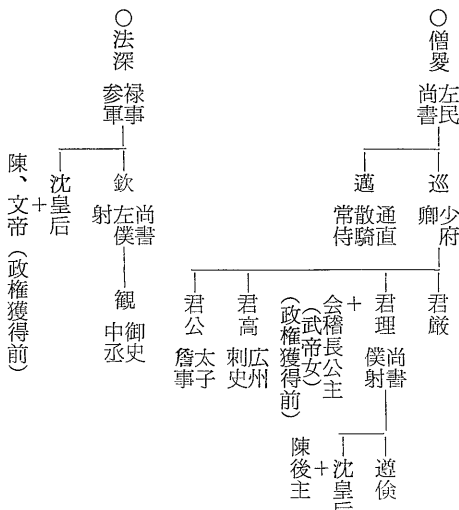 ○僧畟
左民
尚書
巡
少府
卿
邁
通直
散騎
常侍
君厳
君理
尚書
僕射
+
会稽長公主
(武帝女)
(政権獲得前)
君高
広州
刺史
君公
太子
詹事
遵倹
沈皇后
+
陳後主
○法深
禄事
参軍
欽
尚書
左僕
射
沈皇后
+
陳、文帝(政権獲得前)
観
御史
中丞